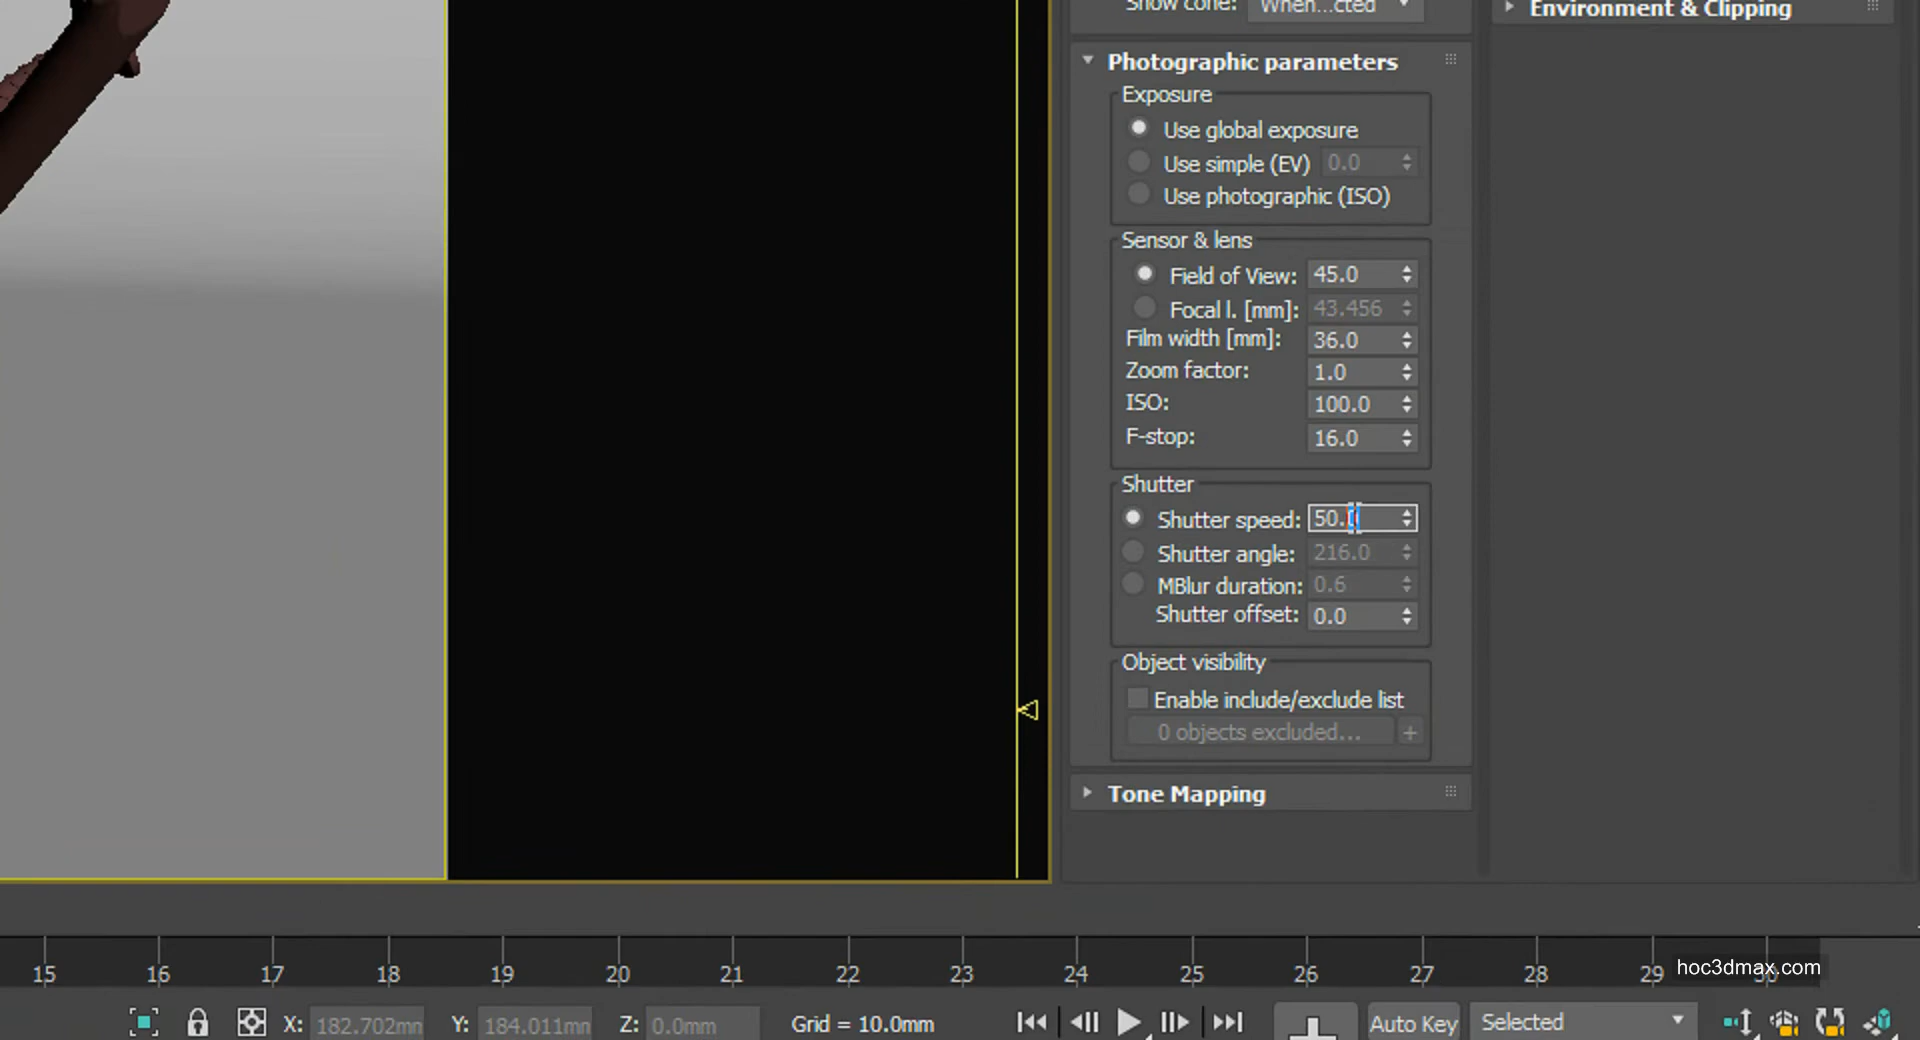 Show cone: When...cted
Environment & Clipping
Photographic parameters
Exposure
Use global exposure
Use simple (EV) 0.0
Use photographic (ISO)
Sensor & lens
Field of View: 45.0
Focal l. [mm]: 43.456
Film width [mm]: 36.0
Zoom factor: 1.0
ISO: 100.0
F-stop: 16.0
Shutter
Shutter speed: 50.0
Shutter angle: 216.0
MBlur duration: 0.6
Shutter offset: 0.0
Object visibility
Enable include/exclude list
0 objects excluded... +
Tone Mapping
15 16 17 18 19 20 21 22 23 24 25 26 27 28 29 30
hoc3dmax.com
X: 182.702mm Y: 184.011mm Z: 0.0mm Grid = 10.0mm Auto Key Selected